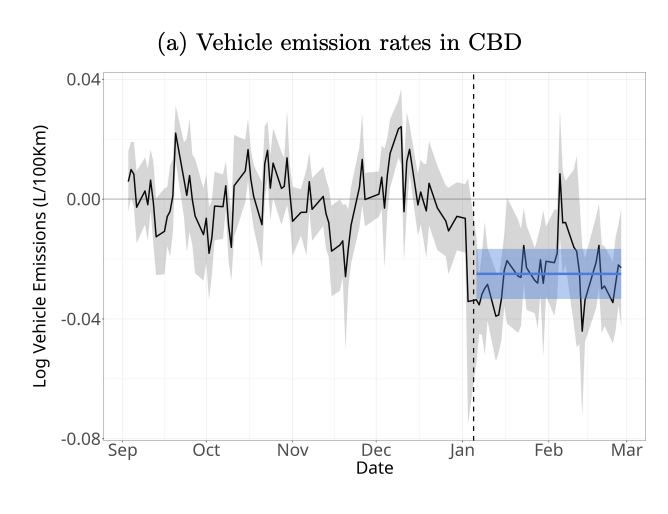 (a) Vehicle emission rates in CBD
Log Vehicle Emissions (L/100Km)
0.04
0.00
-0.04
-0.08
Sep Oct Nov Dec Jan Feb Mar
Date